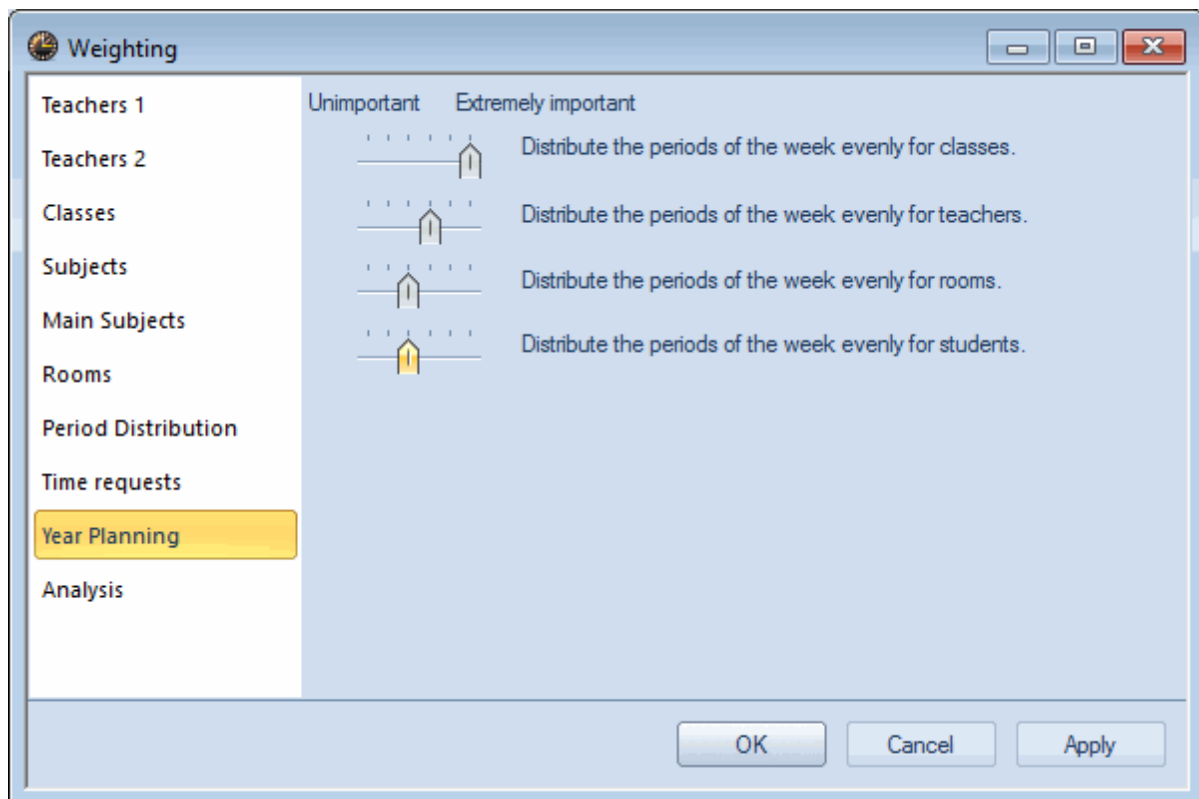 Weighting
Teachers 1
Teachers 2
Classes
Subjects
Main Subjects
Rooms
Period Distribution
Time requests
Year Planning
Analysis
Unimportant Extremely important
Distribute the periods of the week evenly for classes.
Distribute the periods of the week evenly for teachers.
Distribute the periods of the week evenly for rooms.
Distribute the periods of the week evenly for students.
OK Cancel Apply